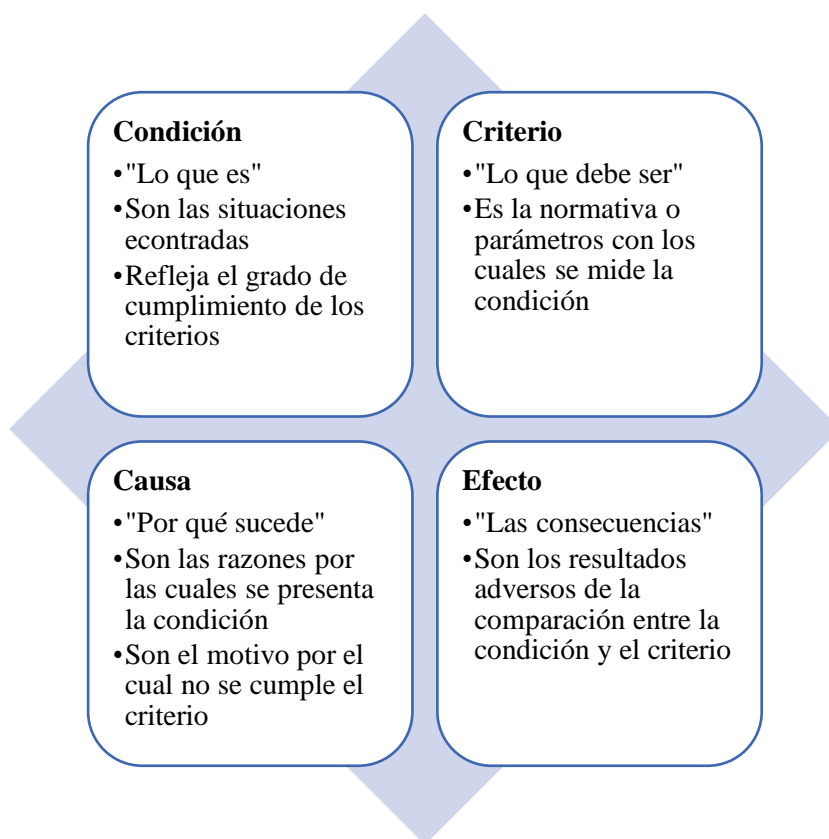 Condición
•"Lo que es"
•Son las situaciones
econtradas
•Refleja el grado de
cumplimiento de los
criterios
Criterio
•"Lo que debe ser"
•Es la normativa o
parámetros con los
cuales se mide la
condición
Causa
•"Por qué sucede"
•Son las razones por
las cuales se presenta
la condición
•Son el motivo por el
cual no se cumple el
criterio
Efecto
•"Las consecuencias"
•Son los resultados
adversos de la
comparación entre la
condición y el criterio